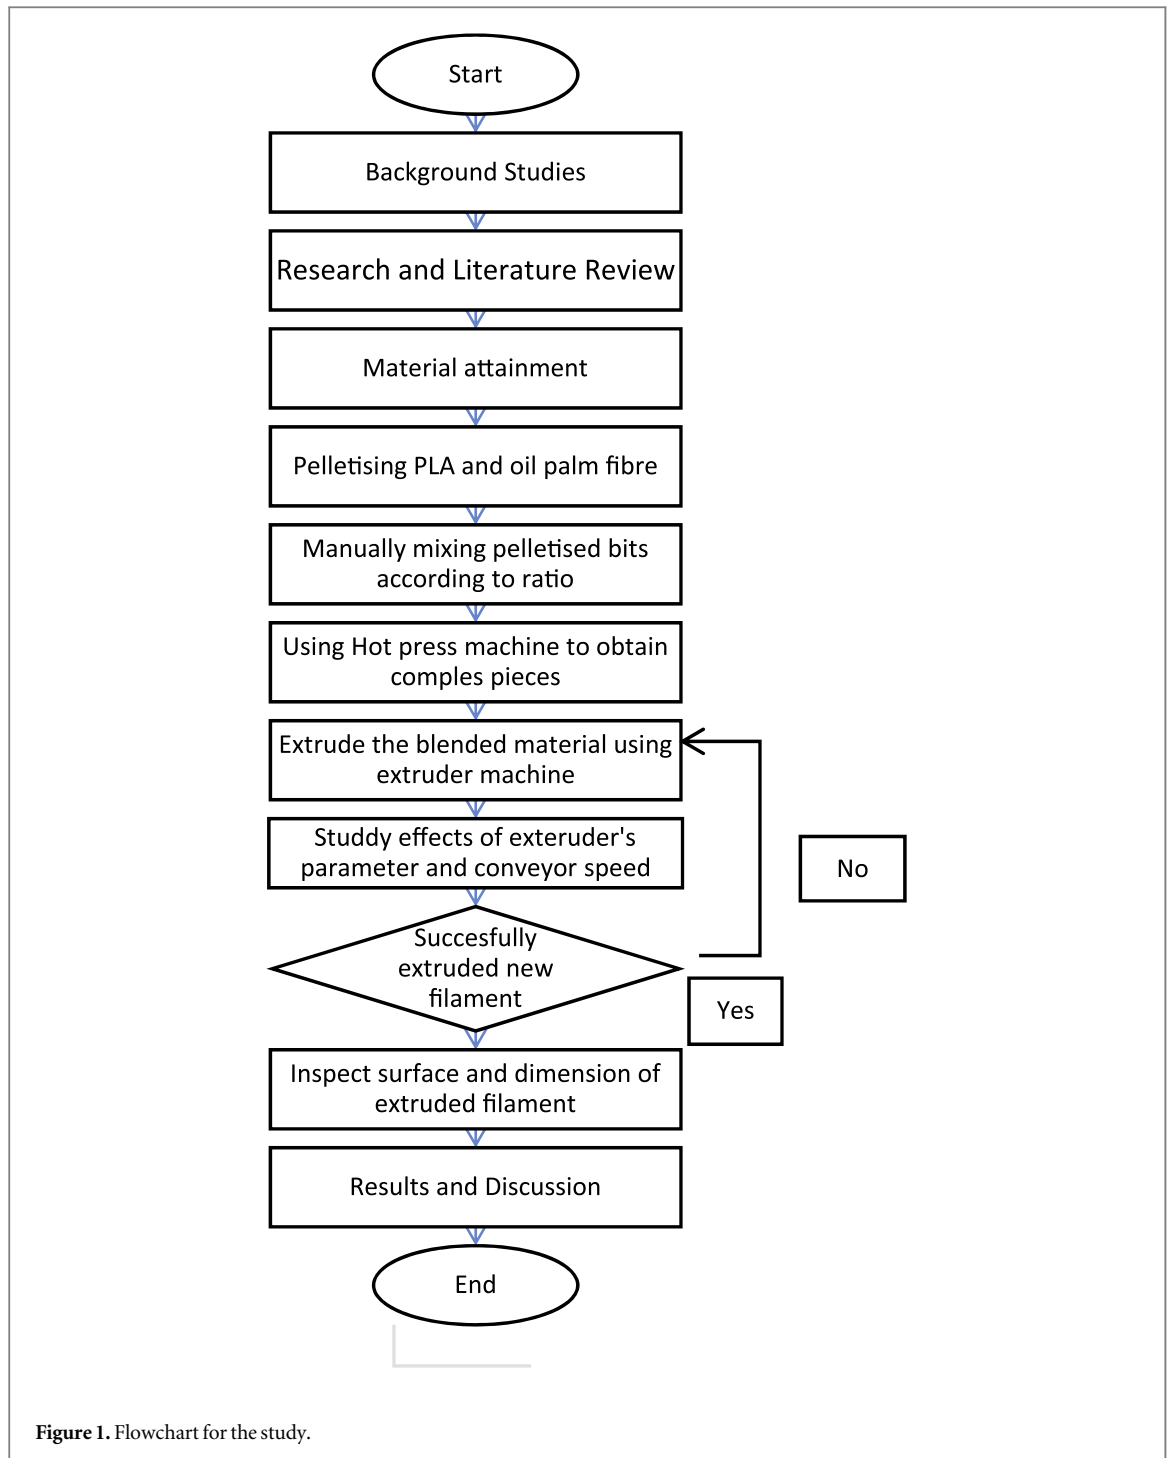 Start
Background Studies
Research and Literature Review
Material attainment
Pelletising PLA and oil palm fibre
Manually mixing pelletised bits
according to ratio
Using Hot press machine to obtain
comples pieces
Extrude the blended material using
extruder machine
Studdy effects of exteruder's
parameter and conveyor speed
No
Succesfully
extruded new
filament
Yes
Inspect surface and dimension of
extruded filament
Results and Discussion
End
Figure 1. Flowchart for the study.